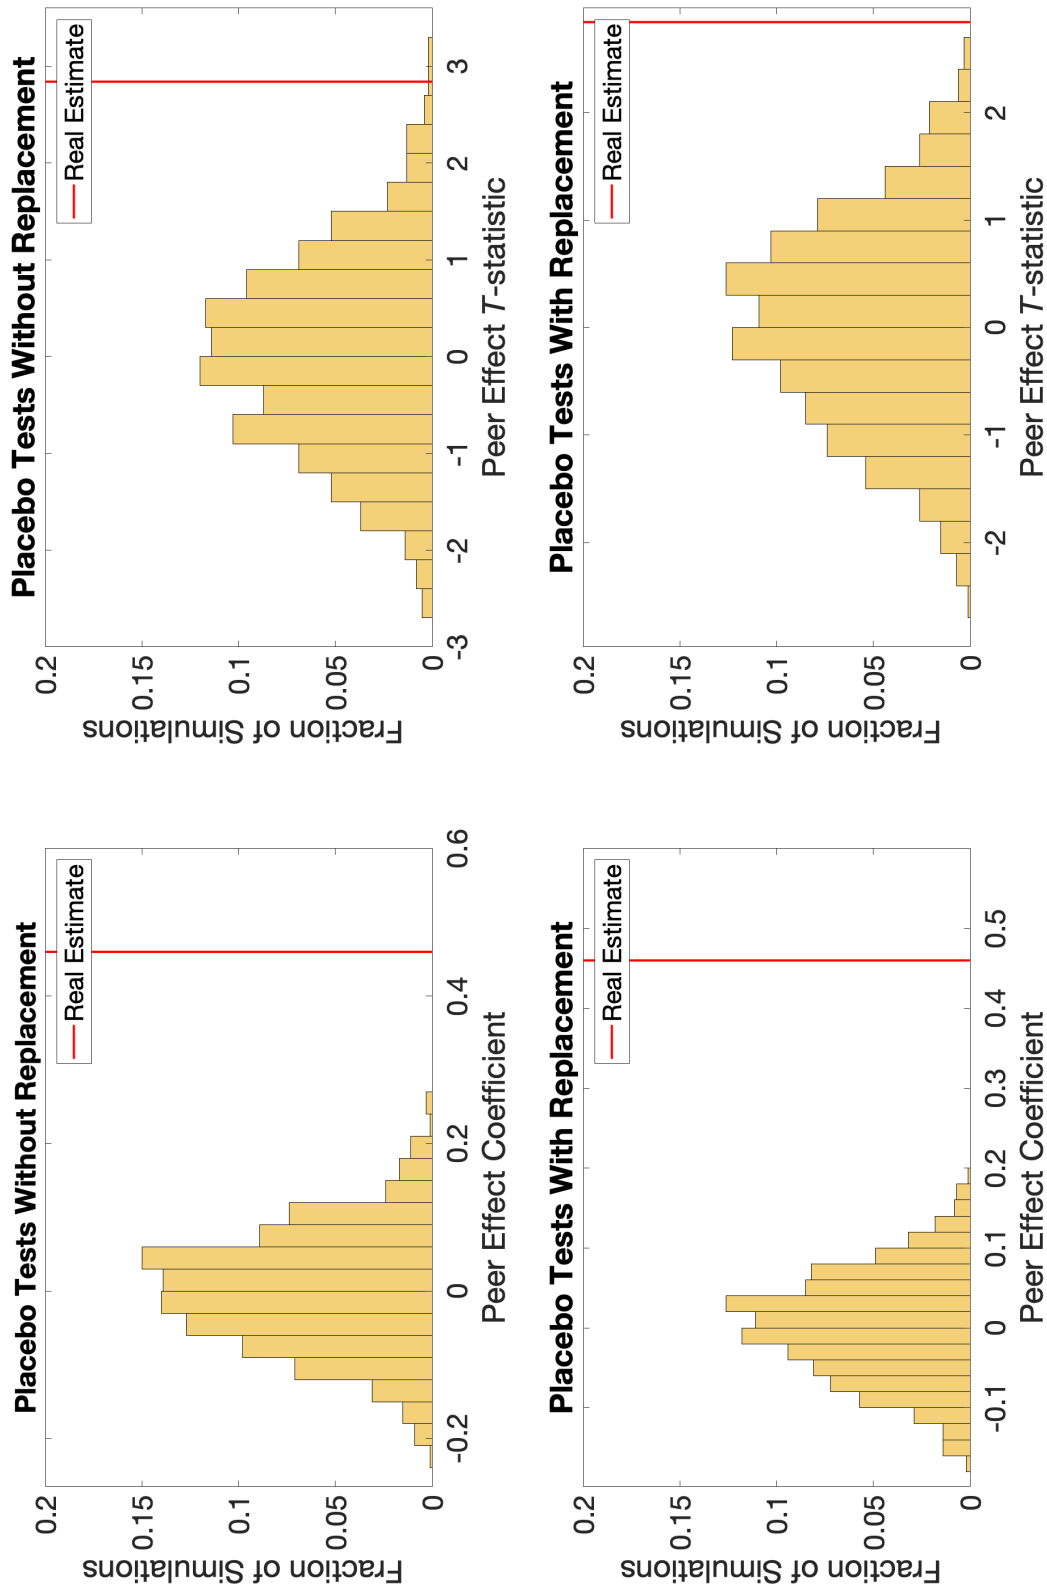 Placebo Tests Without Replacement
Real Estimate
0.2
0.15
0.1
0.05
0
Fraction of Simulations
-0.2 0 0.2 0.4 0.6
Peer Effect Coefficient
Placebo Tests Without Replacement
Real Estimate
0.2
0.15
0.1
0.05
0
Fraction of Simulations
-3 -2 -1 0 1 2 3
Peer Effect T-statistic
Placebo Tests With Replacement
Real Estimate
0.2
0.15
0.1
0.05
0
Fraction of Simulations
-0.1 0 0.1 0.2 0.3 0.4 0.5
Peer Effect Coefficient
Placebo Tests With Replacement
Real Estimate
0.2
0.15
0.1
0.05
0
Fraction of Simulations
-2 -1 0 1 2
Peer Effect T-statistic